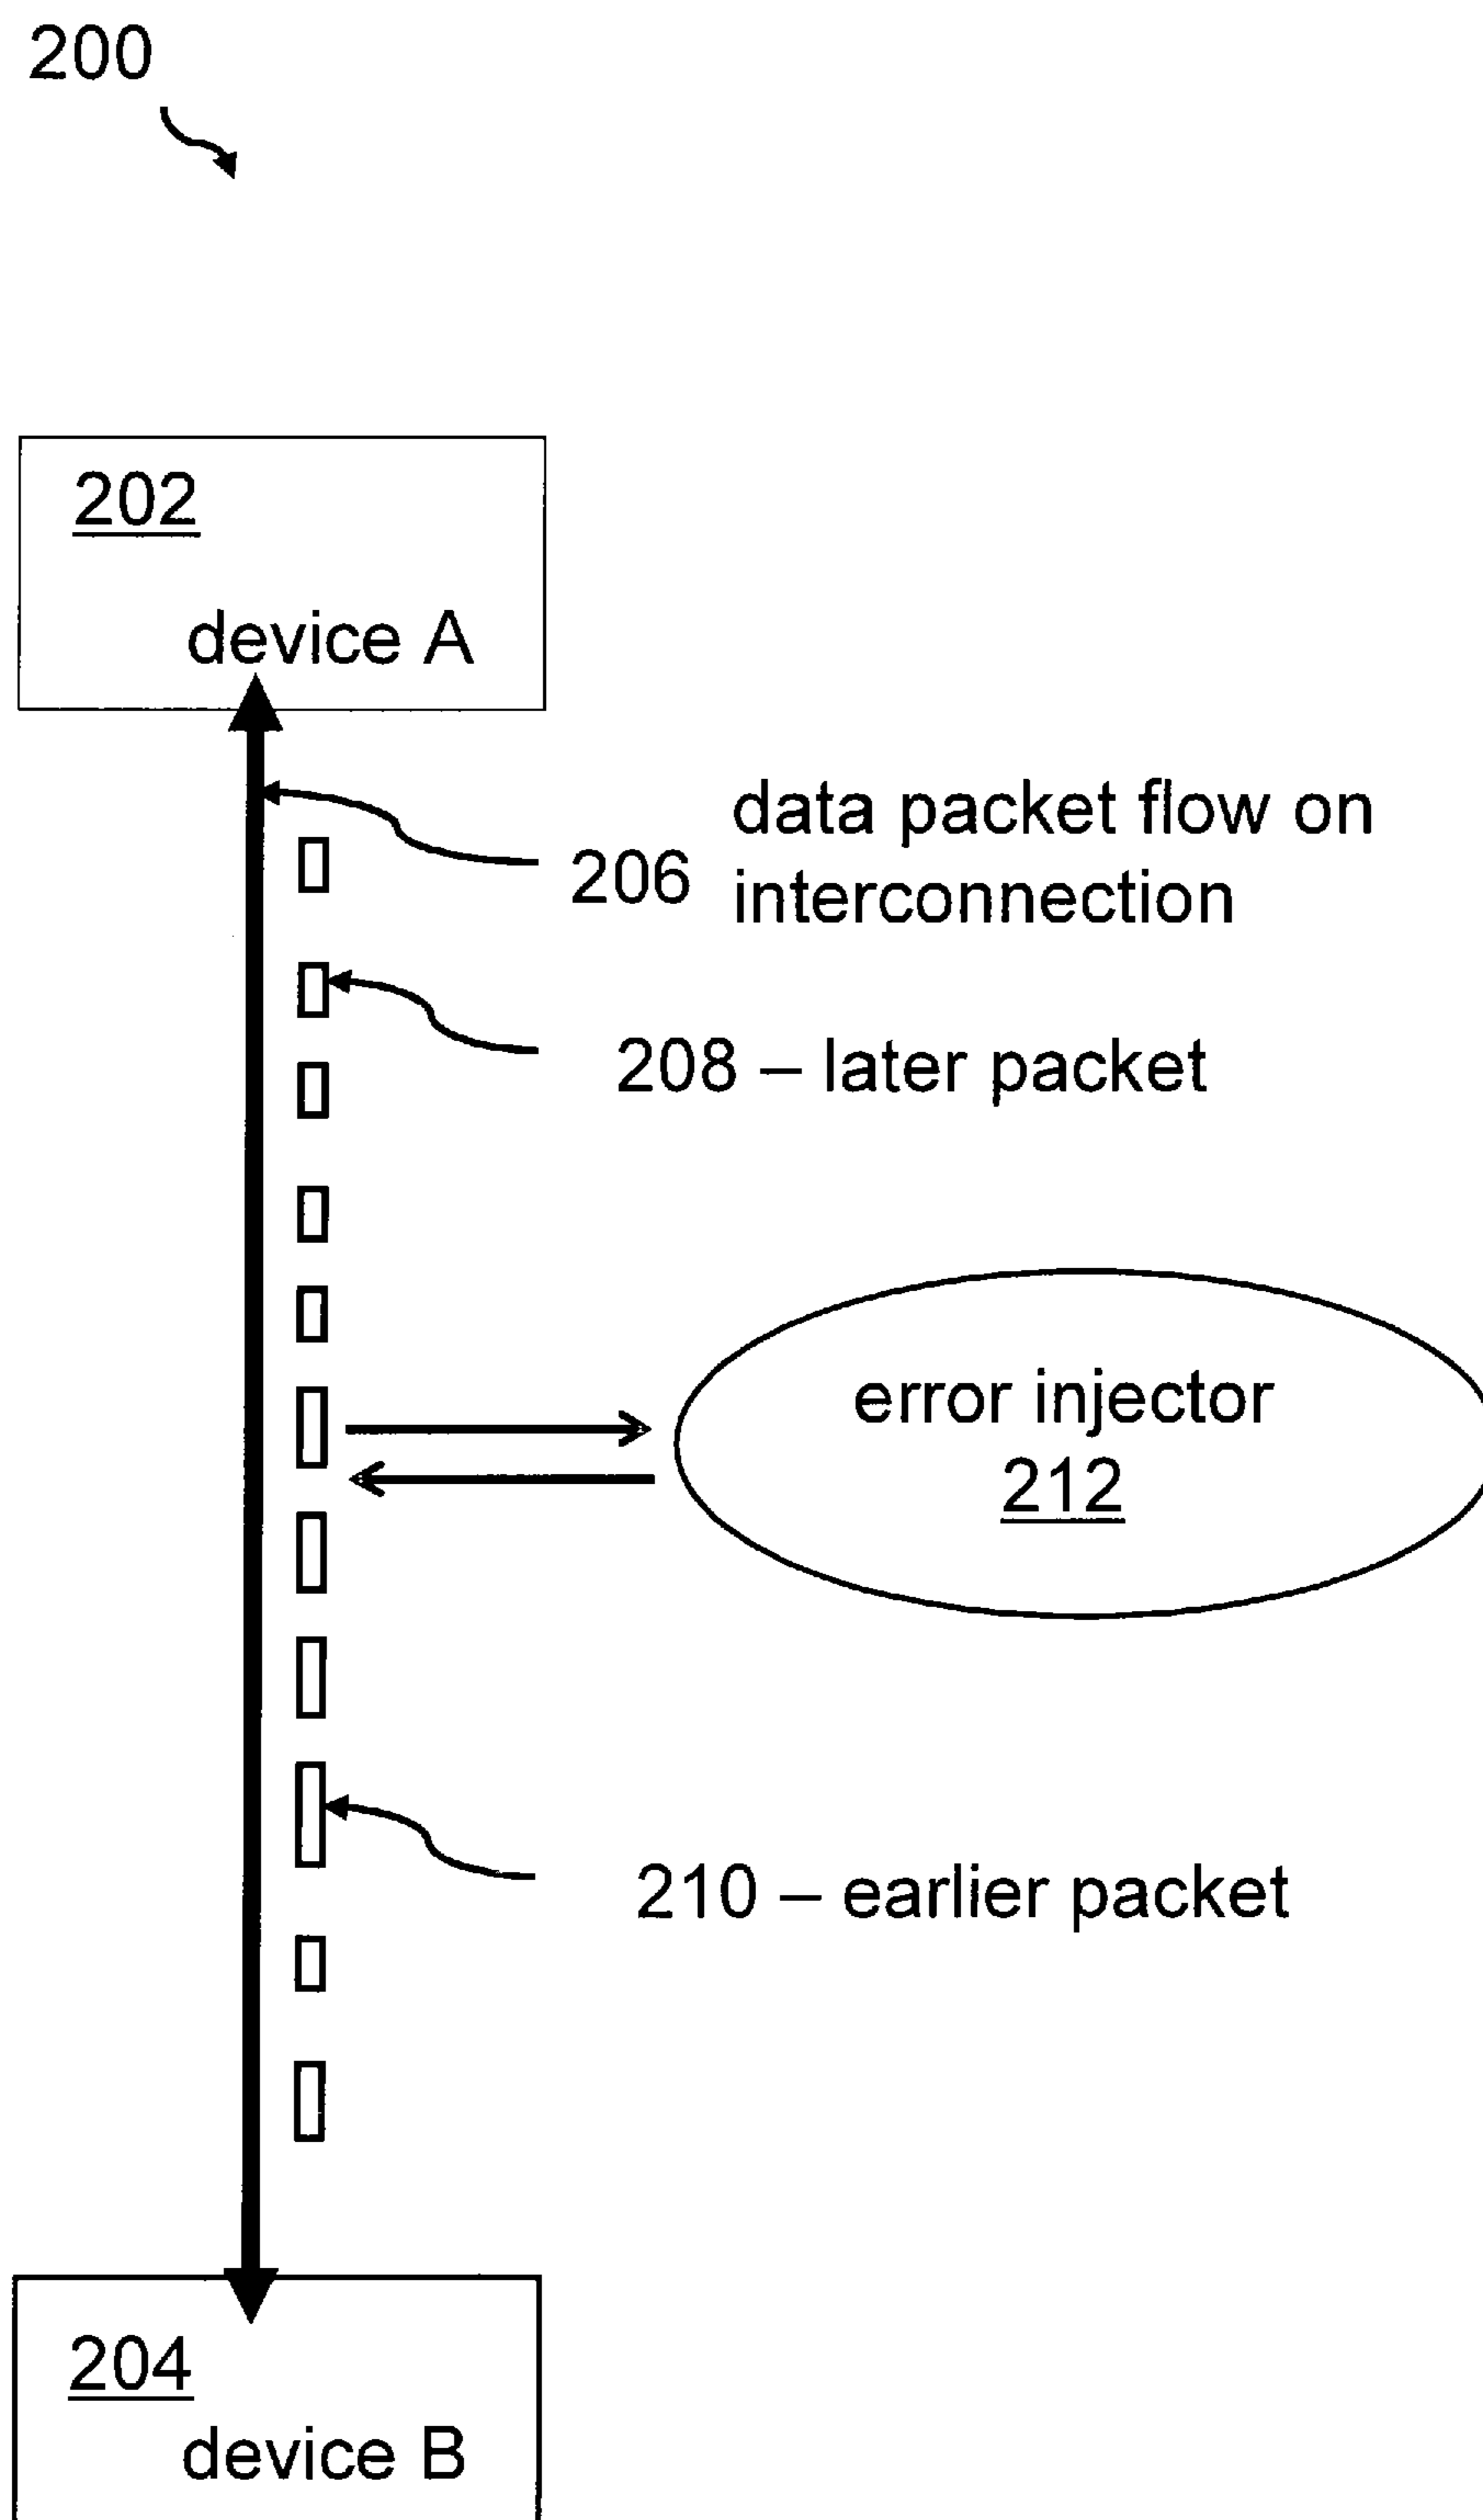 200
202
device A
data packet flow on
206 interconnection
208 – later packet
error injector
212
210 – earlier packet
204
device B